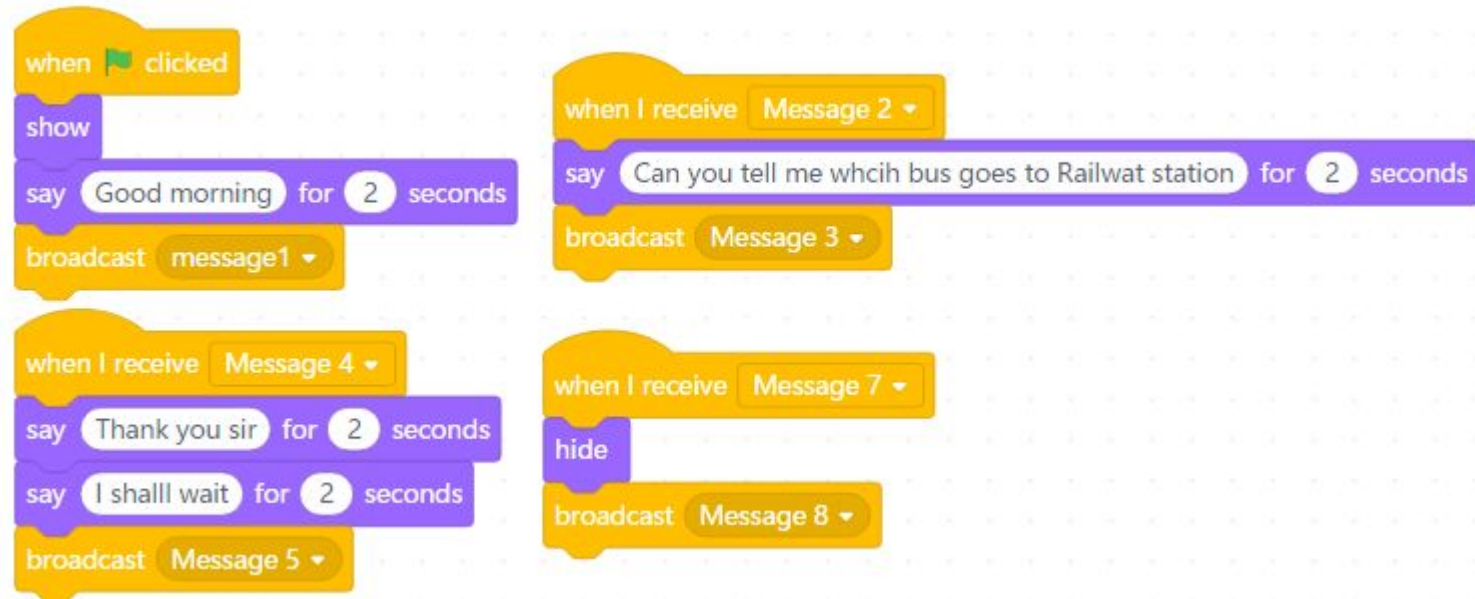 when clicked
show
say Good morning for 2 seconds
broadcast message1
when I receive Message 2
say Can you tell me whcih bus goes to Railwat station for 2 seconds
broadcast Message 3
when I receive Message 4
say Thank you sir for 2 seconds
say I shalll wait for 2 seconds
broadcast Message 5
when I receive Message 7
hide
broadcast Message 8